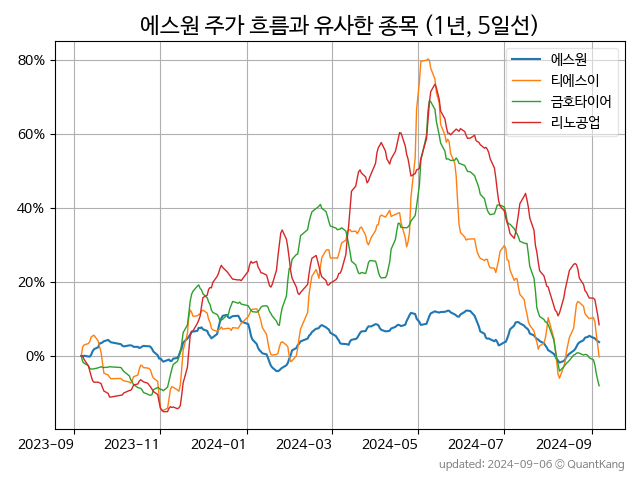 에스원 주가 흐름과 유사한 종목 (1년, 5일선)
에스원
티에스이
금호타이어
리노공업
80%
60%
40%
20%
0%
2023-09
2023-11
2024-01
2024-03
2024-05
2024-07
2024-09
updated: 2024-09-06 © QuantKang